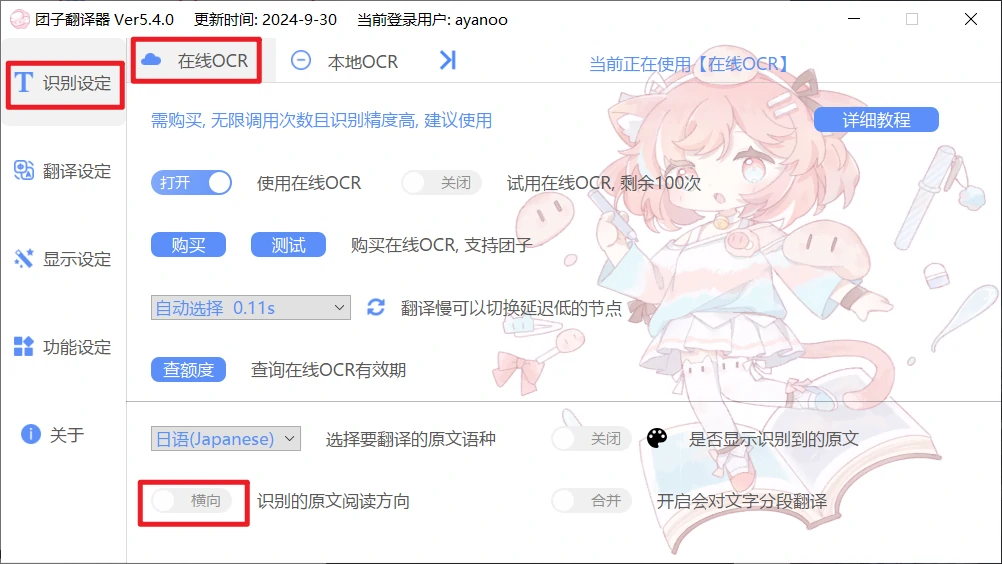 团子翻译器 Ver5.4.0 更新时间: 2024-9-30 当前登录用户: ayanoo
识别设定
在线OCR 本地OCR 当前正在使用【在线OCR】
需购买, 无限调用次数且识别精度高, 建议使用 详细教程
翻译设定
打开 使用在线OCR 关闭 试用在线OCR, 剩余100次
购买 测试 购买在线OCR, 支持团子
显示设定
自动选择 0.11s 翻译慢可以切换延迟低的节点
功能设定
查额度 查询在线OCR有效期
关于
日语(Japanese) 选择要翻译的原文语种 关闭 是否显示识别到的原文
横向 识别的原文阅读方向 合并 开启会对文字分段翻译